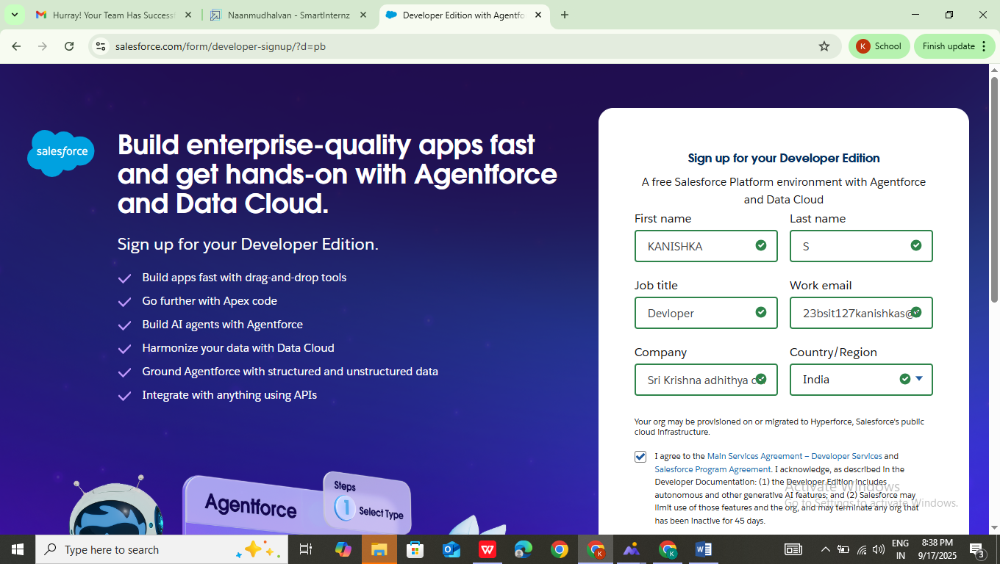 Hurray! Your Team Has Successf
Naanmudhalvan - SmartInternz
Developer Edition with Agentfo
salesforce.com/form/developer-signup/?d=pb
K School
Finish update
salesforce
Build enterprise-quality apps fast
and get hands-on with Agentforce
and Data Cloud.
Sign up for your Developer Edition.
Build apps fast with drag-and-drop tools
Go further with Apex code
Build AI agents with Agentforce
Harmonize your data with Data Cloud
Ground Agentforce with structured and unstructured data
Integrate with anything using APIs
Agentforce
Steps
1 Select Type
Sign up for your Developer Edition
A free Salesforce Platform environment with Agentforce
and Data Cloud
First name Last name
KANISHKA S
Job title Work email
Devloper 23bsit127kanishkas@
Company Country/Region
Sri Krishna adhithya c India
Your org may be provisioned on or migrated to Hyperforce, Salesforce's public
cloud infrastructure.
I agree to the Main Services Agreement – Developer Services and
Salesforce Program Agreement. I acknowledge, as described in the
Developer Documentation: (1) the Developer Edition includes
autonomous and other generative AI features; and (2) Salesforce may
limit use of those features and the org, and may terminate any org that
has been inactive for 45 days.
Activate Windows
Go to Settings to activate Windows.
Type here to search
W
K
K
W
ENG
IN
8:38 PM
9/17/2025
3